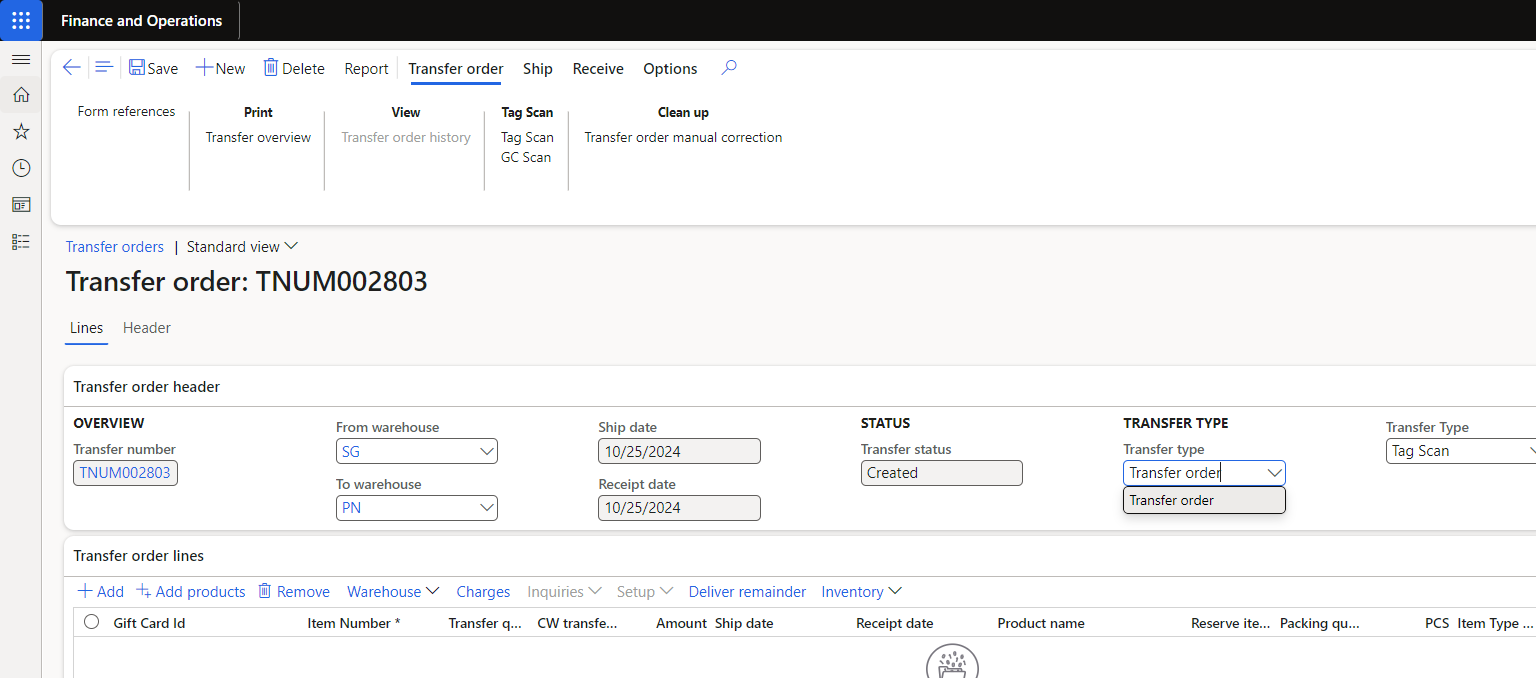 Finance and Operations
Save New Delete Report Transfer order Ship Receive Options
Form references Print View Tag Scan Clean up
Transfer overview Transfer order history Tag Scan Transfer order manual correction
GC Scan
Transfer orders | Standard view
Transfer order: TNUM002803
Lines Header
Transfer order header
OVERVIEW From warehouse Ship date STATUS TRANSFER TYPE Transfer Type
Transfer number SG 10/25/2024 Transfer status Transfer type Tag Scan
TNUM002803 To warehouse Receipt date Created Transfer order
PN 10/25/2024 Transfer order
Transfer order lines
Add Add products Remove Warehouse Charges Inquiries Setup Deliver remainder Inventory
Gift Card Id Item Number * Transfer q... CW transfe... Amount Ship date Receipt date Product name Reserve ite... Packing qu... PCS Item Type ...